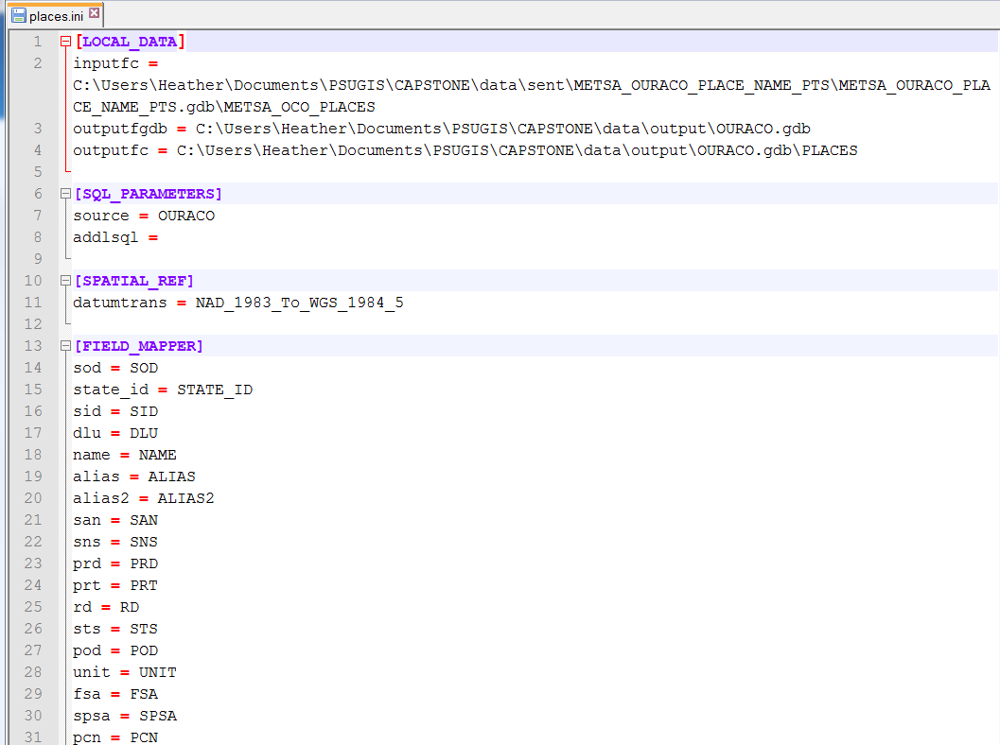 places.ini
1 [LOCAL_DATA]
2 inputfc =
C:\Users\Heather\Documents\PSUGIS\CAPSTONE\data\sent\METSA_OURACO_PLACE_NAME_PTS\METSA_OURACO_PLA
CE_NAME_PTS.gdb\METSA_OCO_PLACES
3 outputfgdb = C:\Users\Heather\Documents\PSUGIS\CAPSTONE\data\output\OURACO.gdb
4 outputfc = C:\Users\Heather\Documents\PSUGIS\CAPSTONE\data\output\OURACO.gdb\PLACES
5
6 [SQL_PARAMETERS]
7 source = OURACO
8 addlsql =
9
10 [SPATIAL_REF]
11 datumtrans = NAD_1983_To_WGS_1984_5
12
13 [FIELD_MAPPER]
14 sod = SOD
15 state_id = STATE_ID
16 sid = SID
17 dlu = DLU
18 name = NAME
19 alias = ALIAS
20 alias2 = ALIAS2
21 san = SAN
22 sns = SNS
23 prd = PRD
24 prt = PRT
25 rd = RD
26 sts = STS
27 pod = POD
28 unit = UNIT
29 fsa = FSA
30 spsa = SPSA
31 pcn = PCN